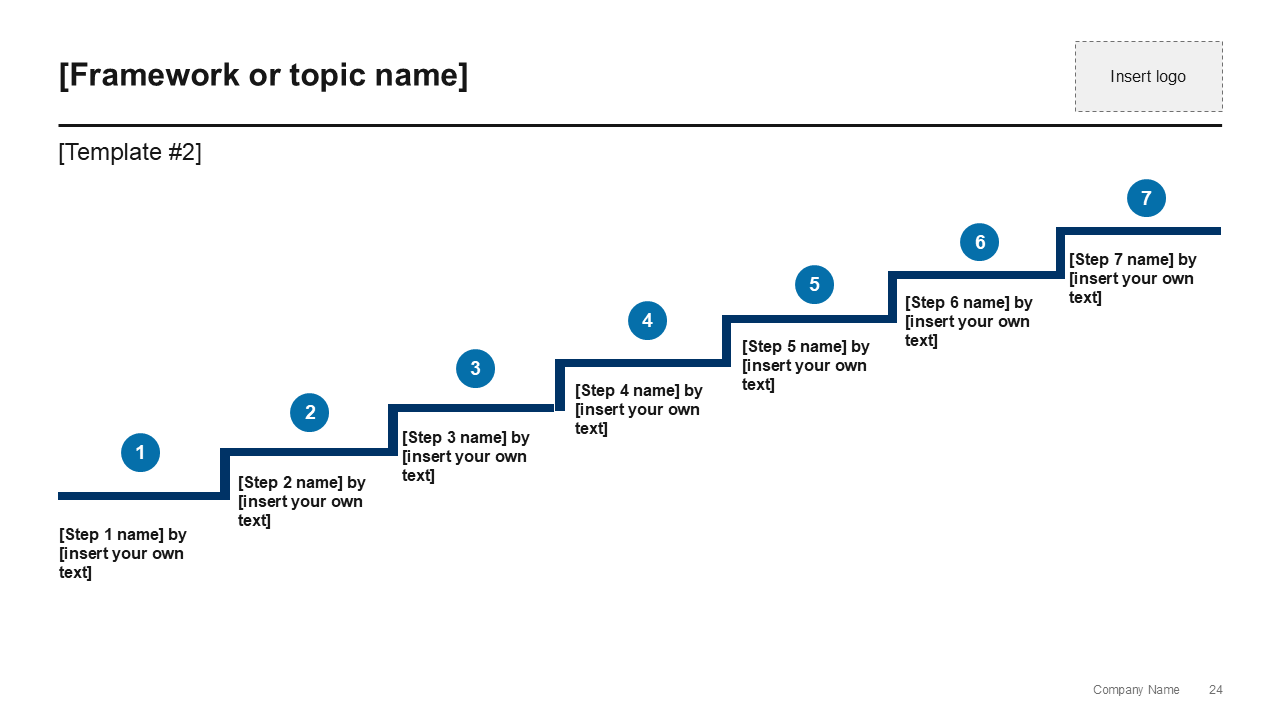 [Framework or topic name]
Insert logo
[Template #2]
1
[Step 1 name] by
[insert your own
text]
2
[Step 2 name] by
[insert your own
text]
3
[Step 3 name] by
[insert your own
text]
4
[Step 4 name] by
[insert your own
text]
5
[Step 5 name] by
[insert your own
text]
6
[Step 6 name] by
[insert your own
text]
7
[Step 7 name] by
[insert your own
text]
Company Name 24